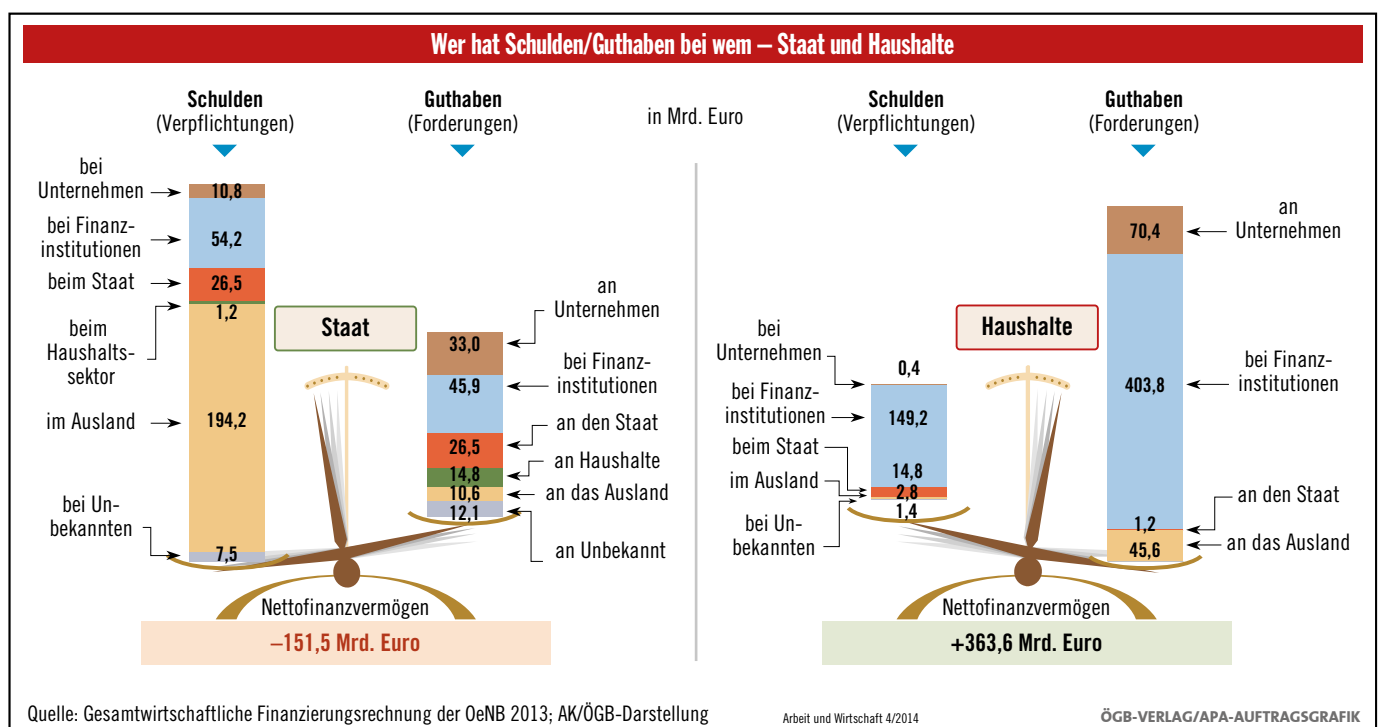 Wer hat Schulden/Guthaben bei wem – Staat und Haushalte
Schulden
(Verpflichtungen)
Guthaben
(Forderungen)
in Mrd. Euro
Schulden
(Verpflichtungen)
Guthaben
(Forderungen)
bei
Unternehmen
10,8
bei Finanz-
institutionen
54,2
beim Staat
26,5
1,2
beim
Haushalts-
sektor
im Ausland
194,2
bei Un-
bekannten
7,5
Staat
an
Unternehmen
33,0
bei Finanz-
institutionen
45,9
an den Staat
26,5
an Haushalte
14,8
an das Ausland
10,6
12,1
an Unbekannt
Nettofinanzvermögen
–151,5 Mrd. Euro
bei
Unternehmen
0,4
bei Finanz-
institutionen
149,2
beim Staat
14,8
im Ausland
2,8
bei Un-
bekannten
1,4
Haushalte
an
Unternehmen
70,4
bei Finanz-
institutionen
403,8
an den Staat
1,2
an das Ausland
45,6
Nettofinanzvermögen
+363,6 Mrd. Euro
Quelle: Gesamtwirtschaftliche Finanzierungsrechnung der OeNB 2013; AK/ÖGB-Darstellung
Arbeit und Wirtschaft 4/2014
ÖGB-VERLAG/APA-AUFTRAGSGRAFIK